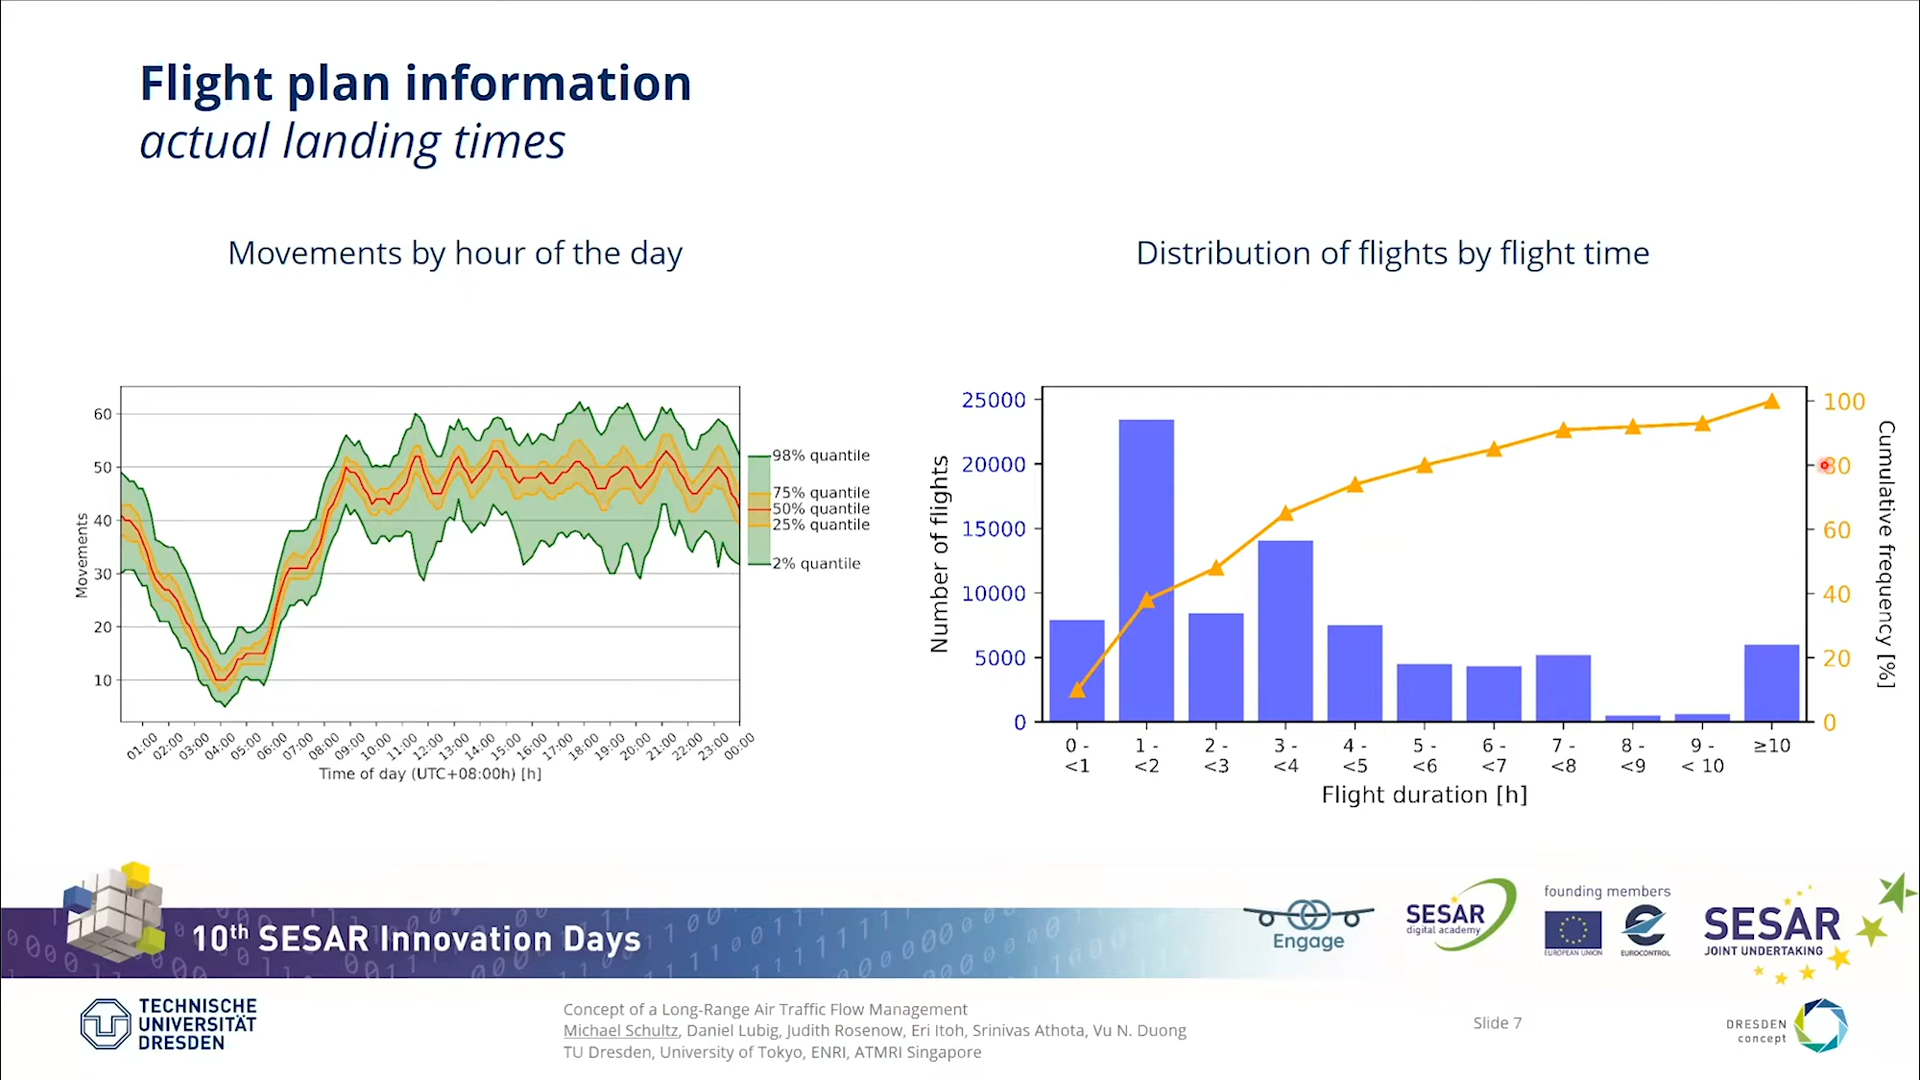 Flight plan information
actual landing times
Movements by hour of the day
Distribution of flights by flight time
60
50
40
30
20
10
Movements
01:00 02:00 03:00 04:00 05:00 06:00 07:00 08:00 09:00 10:00 11:00 12:00 13:00 14:00 15:00 16:00 17:00 18:00 19:00 20:00 21:00 22:00 23:00 00:00
Time of day (UTC+08:00h) [h]
98% quantile
75% quantile
50% quantile
25% quantile
2% quantile
25000
20000
15000
10000
5000
0
Number of flights
100
80
60
40
20
0
Cumulative frequency [%]
0 - 1 - 2 - 3 - 4 - 5 - 6 - 7 - 8 - 9 - ≥10
<1 <2 <3 <4 <5 <6 <7 <8 <9 < 10
Flight duration [h]
10th SESAR Innovation Days
Engage
SESAR
digital academy
founding members
EUROPEAN UNION
EUROCONTROL
SESAR
JOINT UNDERTAKING
TECHNISCHE
UNIVERSITÄT
DRESDEN
Concept of a Long-Range Air Traffic Flow Management
Michael Schultz, Daniel Lubig, Judith Rosenow, Eri Itoh, Srinivas Athota, Vu N. Duong
TU Dresden, University of Tokyo, ENRI, ATMRI Singapore
Slide 7
DRESDEN
concept